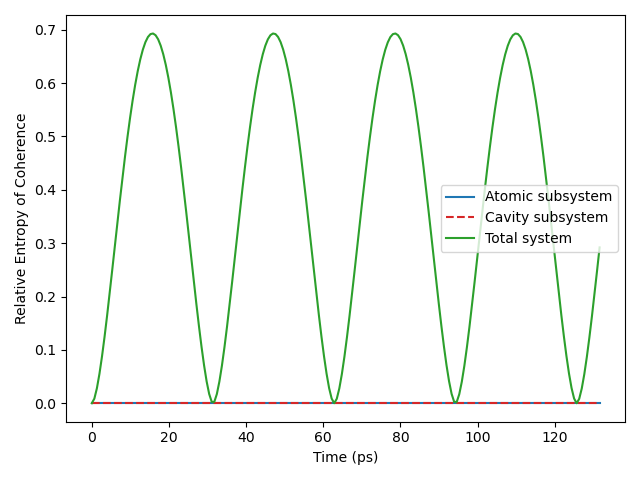 0.7
0.6
0.5
0.4
0.3
0.2
0.1
0.0
Relative Entropy of Coherence
Atomic subsystem
Cavity subsystem
Total system
0 20 40 60 80 100 120
Time (ps)